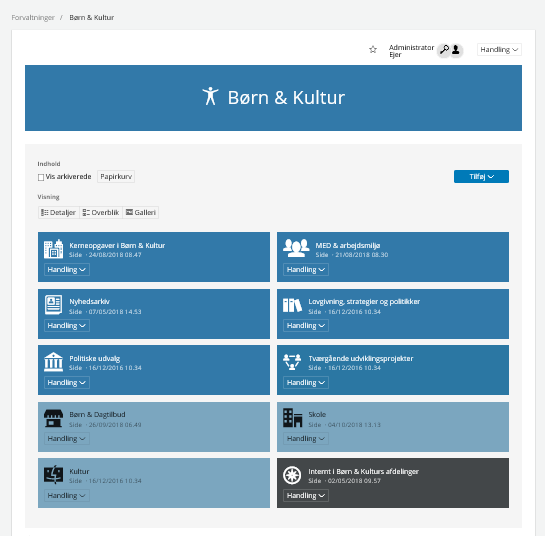 Forvaltninger / Børn & Kultur
Administrator
Ejer
Handling
Børn & Kultur
Indhold
Vis arkiverede Papirkurv
Tilføj
Visning
Detaljer Overblik Galleri
Kerneopgaver i Børn & Kultur
Side · 24/08/2018 08.47
Handling
MED & arbejdsmiljø
Side · 21/08/2018 08.30
Handling
Nyhedsarkiv
Side · 07/05/2018 14.53
Handling
Lovgivning, strategier og politikker
Side · 16/12/2016 10.34
Handling
Politiske udvalg
Side · 16/12/2016 10.34
Handling
Tværgående udviklingsprojekter
Side · 16/12/2016 10.34
Handling
Børn & Dagtilbud
Side · 26/09/2018 06.49
Handling
Skole
Side · 04/10/2018 13.13
Handling
Kultur
Side · 16/12/2016 10.34
Handling
Internt i Børn & Kulturs afdelinger
Side · 02/05/2018 09.57
Handling